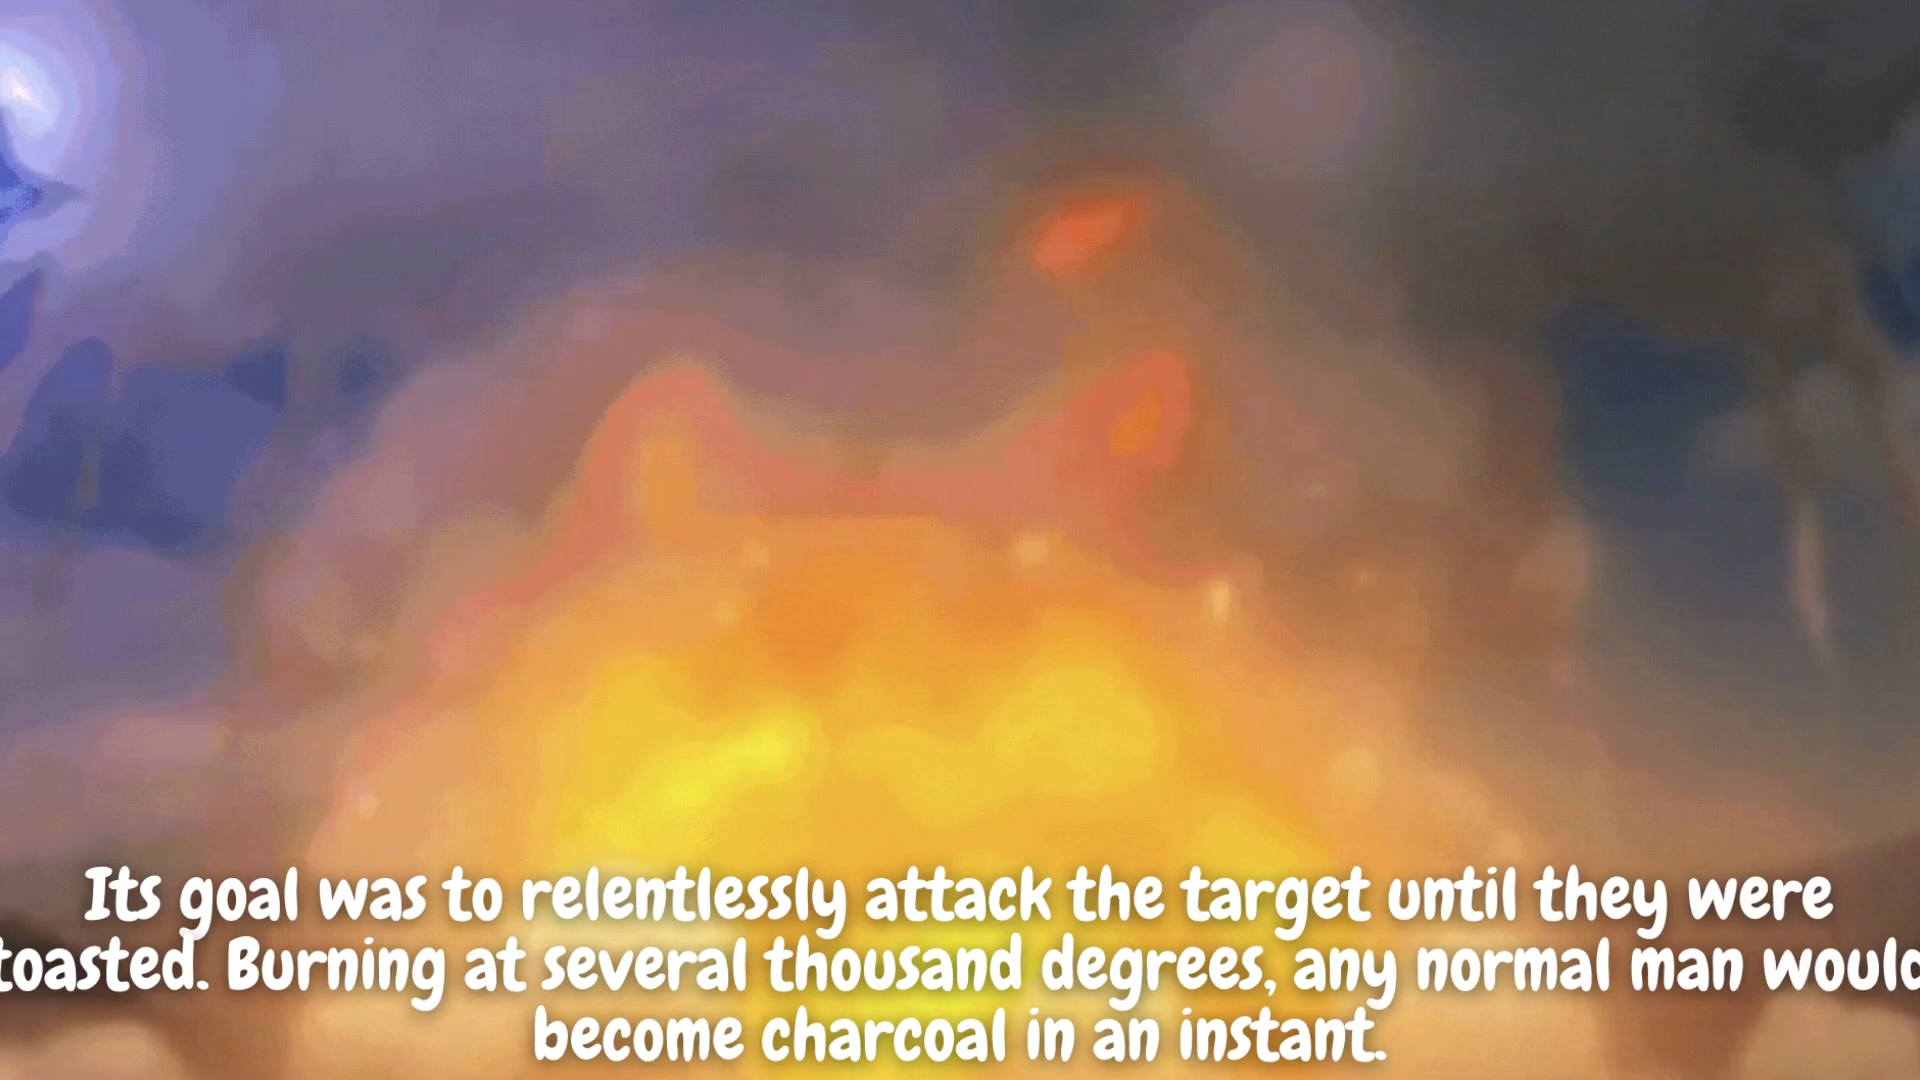 Its goal was to relentlessly attack the target until they were
toasted. Burning at several thousand degrees, any normal man would
become charcoal in an instant.